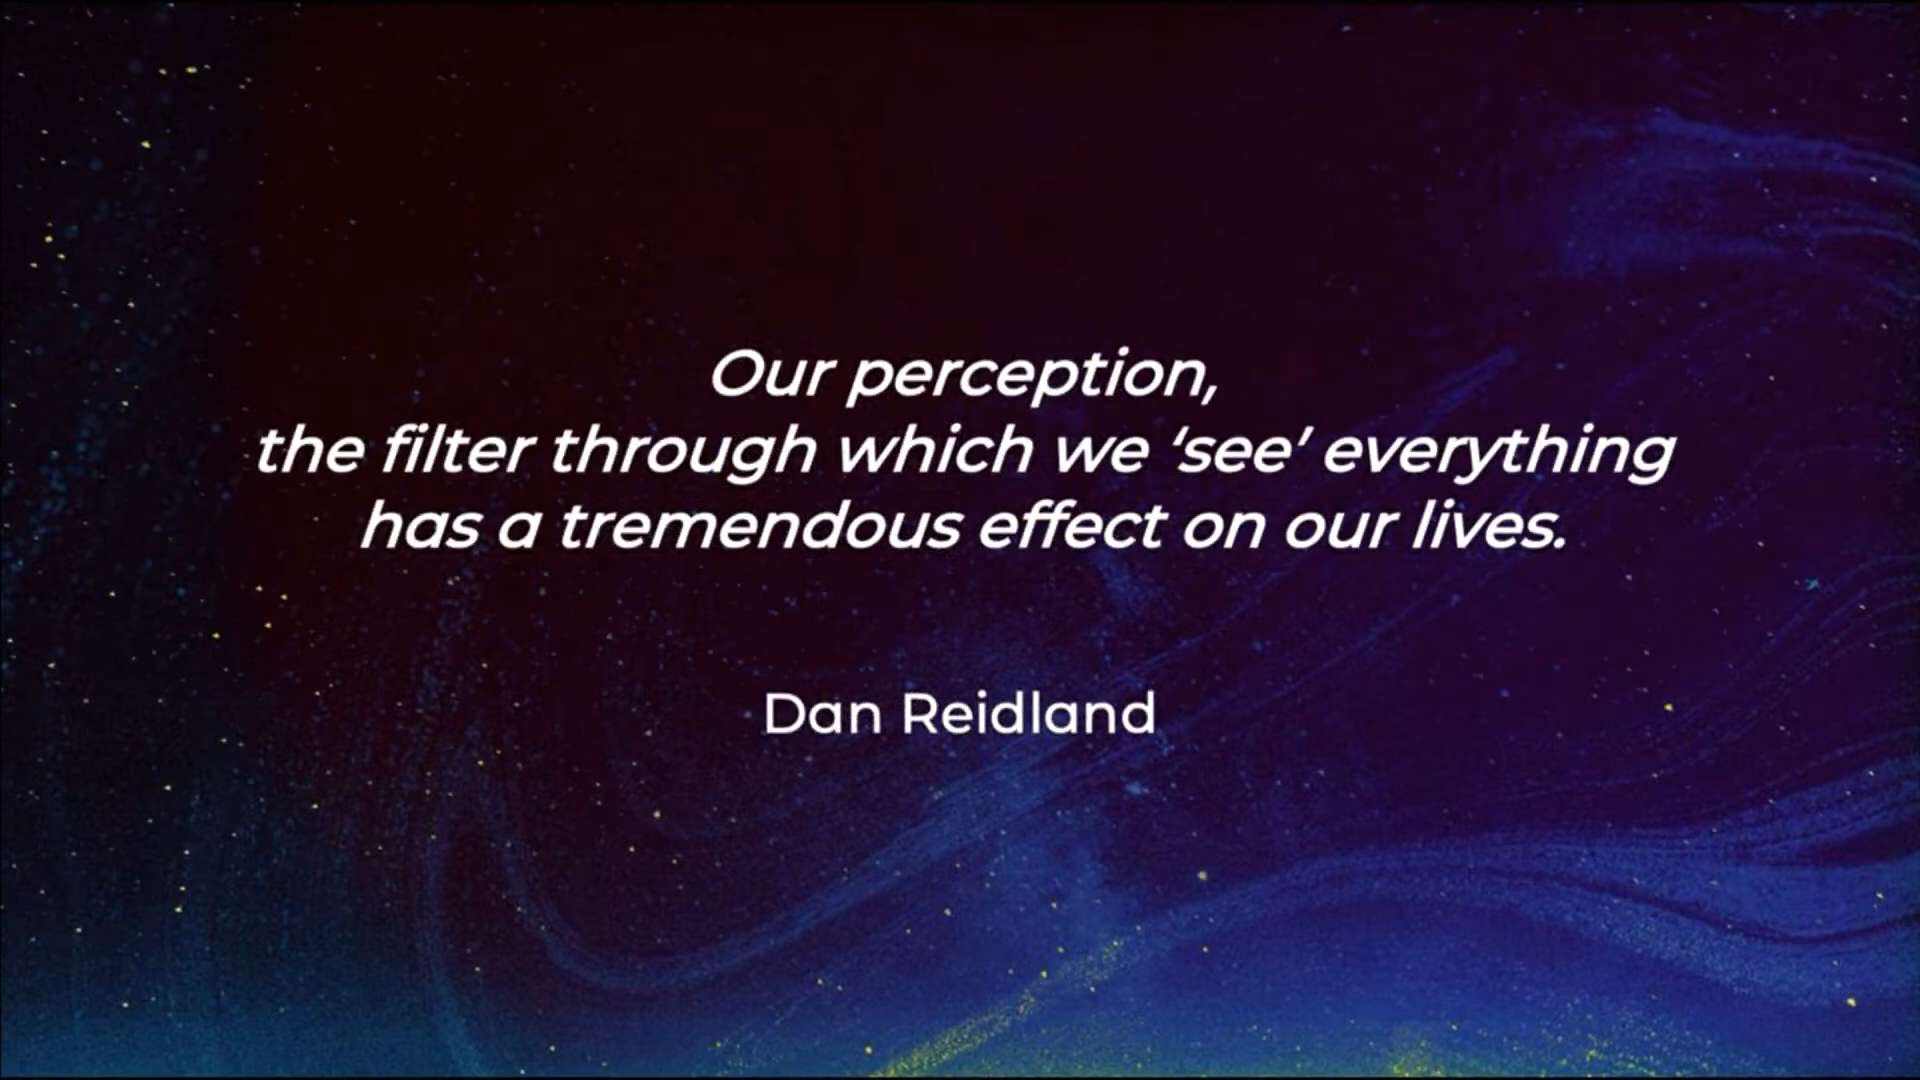 Our perception,
the filter through which we ‘see’ everything
has a tremendous effect on our lives.
Dan Reidland